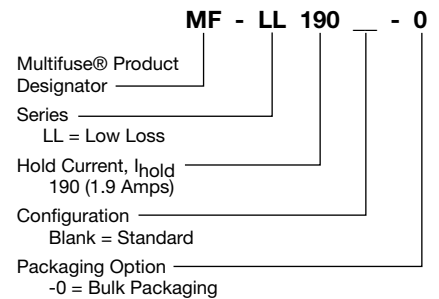 MF - LL 190 __ - 0
Multifuse® Product
Designator
Series
LL = Low Loss
Hold Current, Ihold
190 (1.9 Amps)
Configuration
Blank = Standard
Packaging Option
-0 = Bulk Packaging